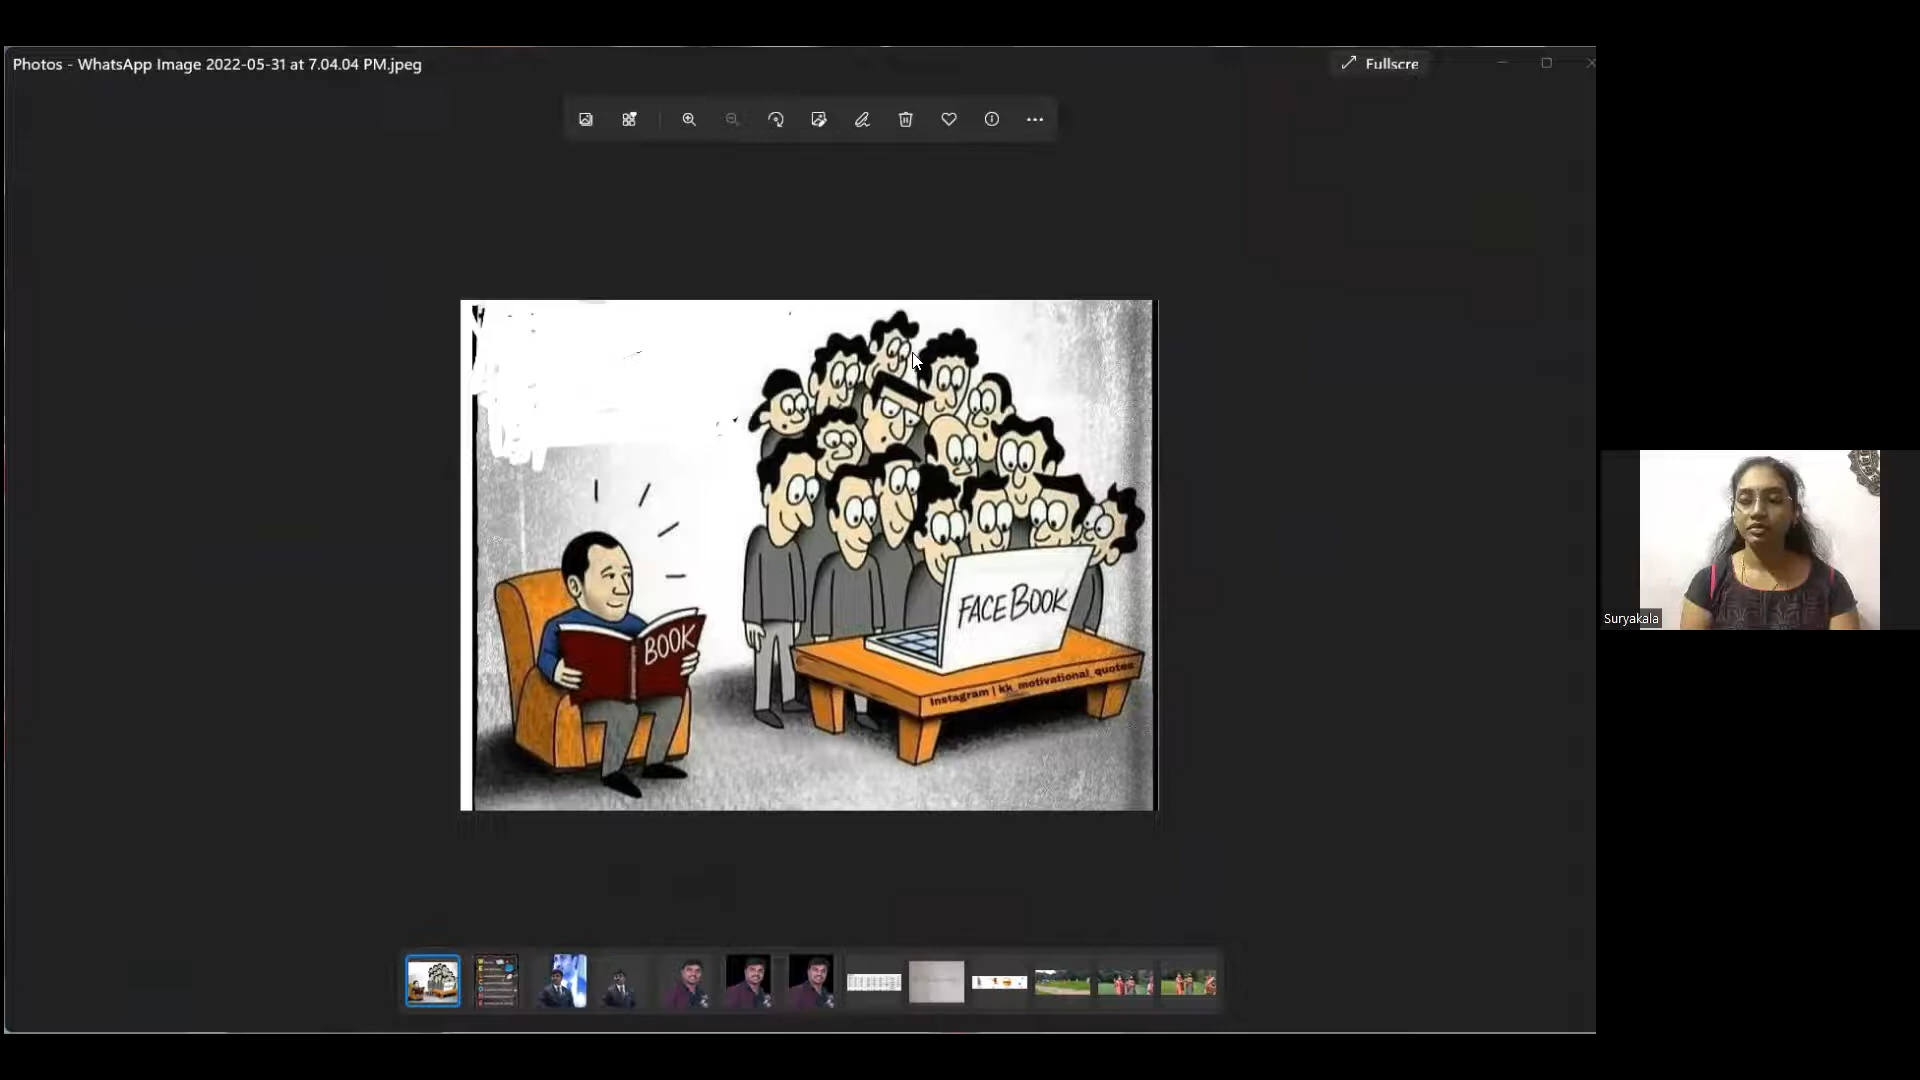 Photos - WhatsApp Image 2022-05-31 at 7.04.04 PM.jpeg
Fullscre
BOOK
FACEBOOK
Instagram | kk_motivational_quotes
Suryakala